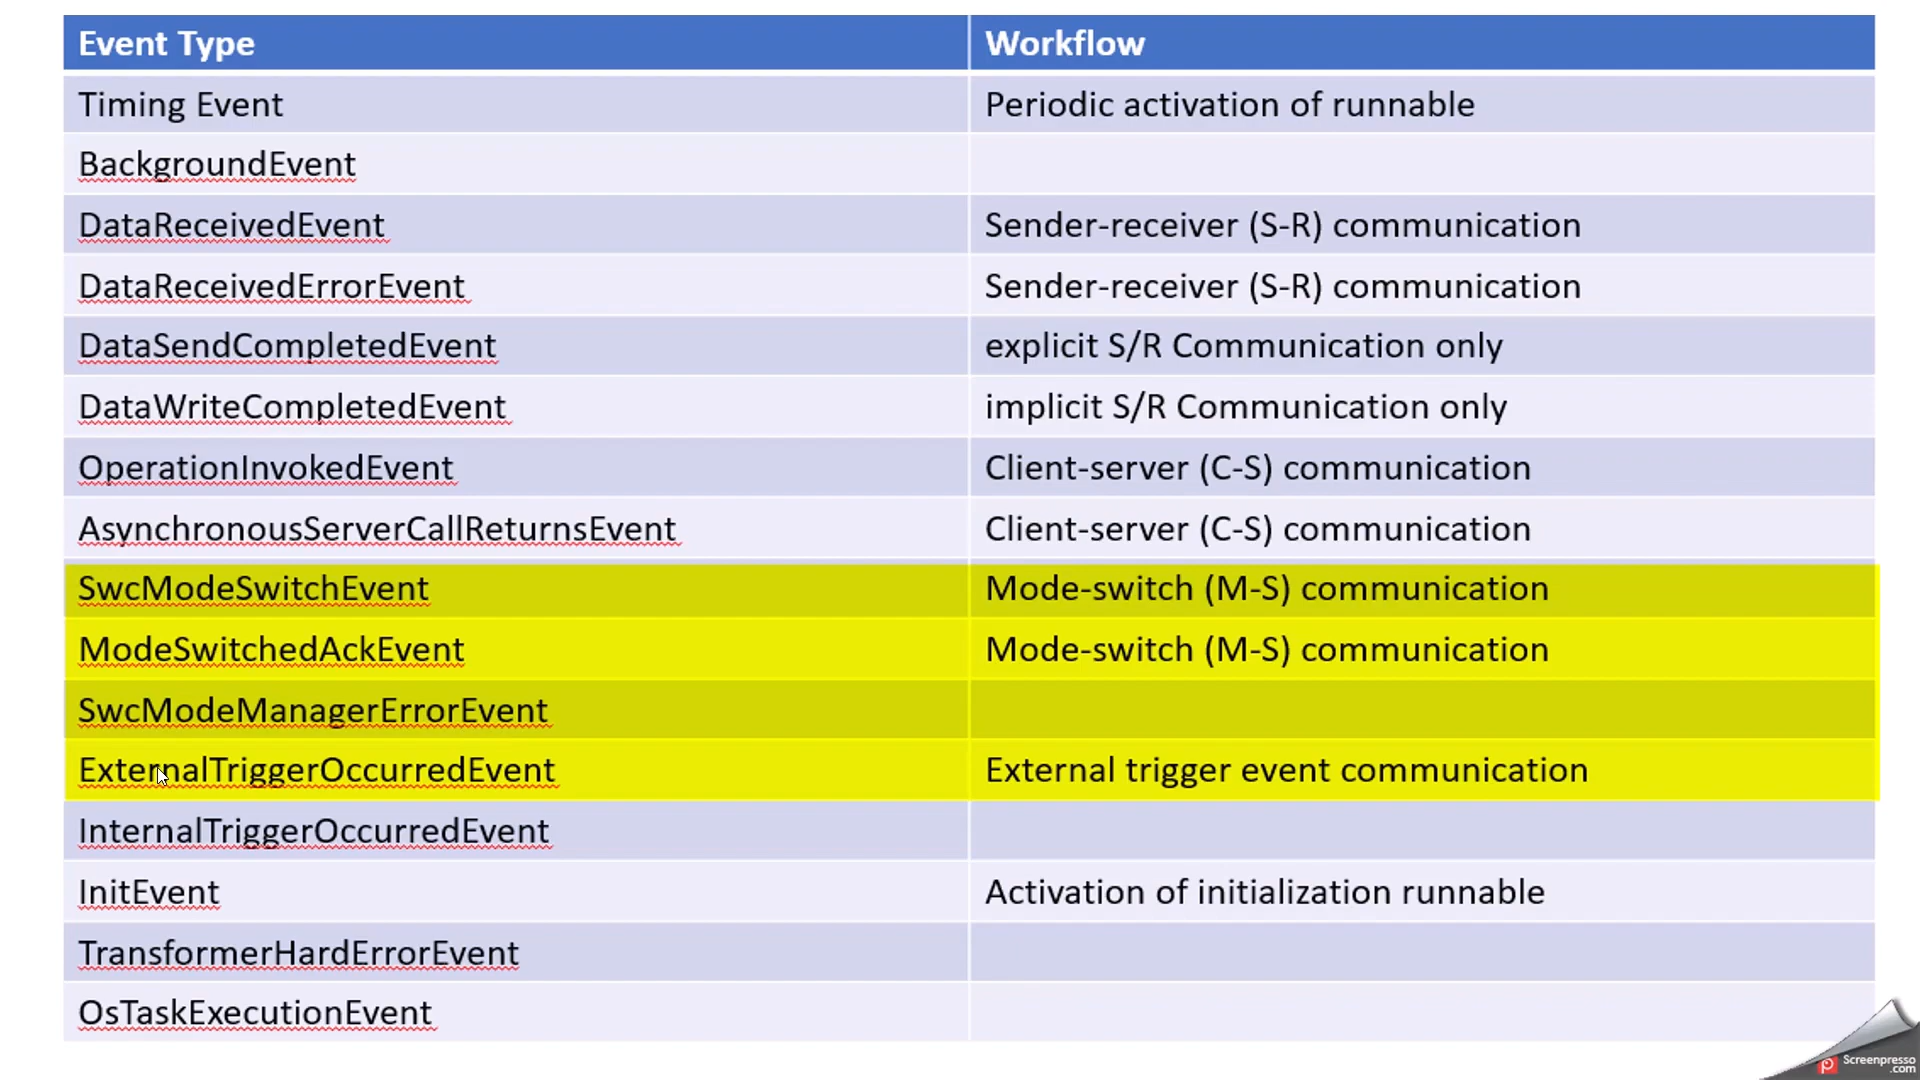 Event Type Workflow
Timing Event Periodic activation of runnable
BackgroundEvent
DataReceivedEvent Sender-receiver (S-R) communication
DataReceivedErrorEvent Sender-receiver (S-R) communication
DataSendCompletedEvent explicit S/R Communication only
DataWriteCompletedEvent implicit S/R Communication only
OperationInvokedEvent Client-server (C-S) communication
AsynchronousServerCallReturnsEvent Client-server (C-S) communication
SwcModeSwitchEvent Mode-switch (M-S) communication
ModeSwitchedAckEvent Mode-switch (M-S) communication
SwcModeManagerErrorEvent
ExternalTriggerOccurredEvent External trigger event communication
InternalTriggerOccurredEvent
InitEvent Activation of initialization runnable
TransformerHardErrorEvent
OsTaskExecutionEvent
Screenpresso
.com